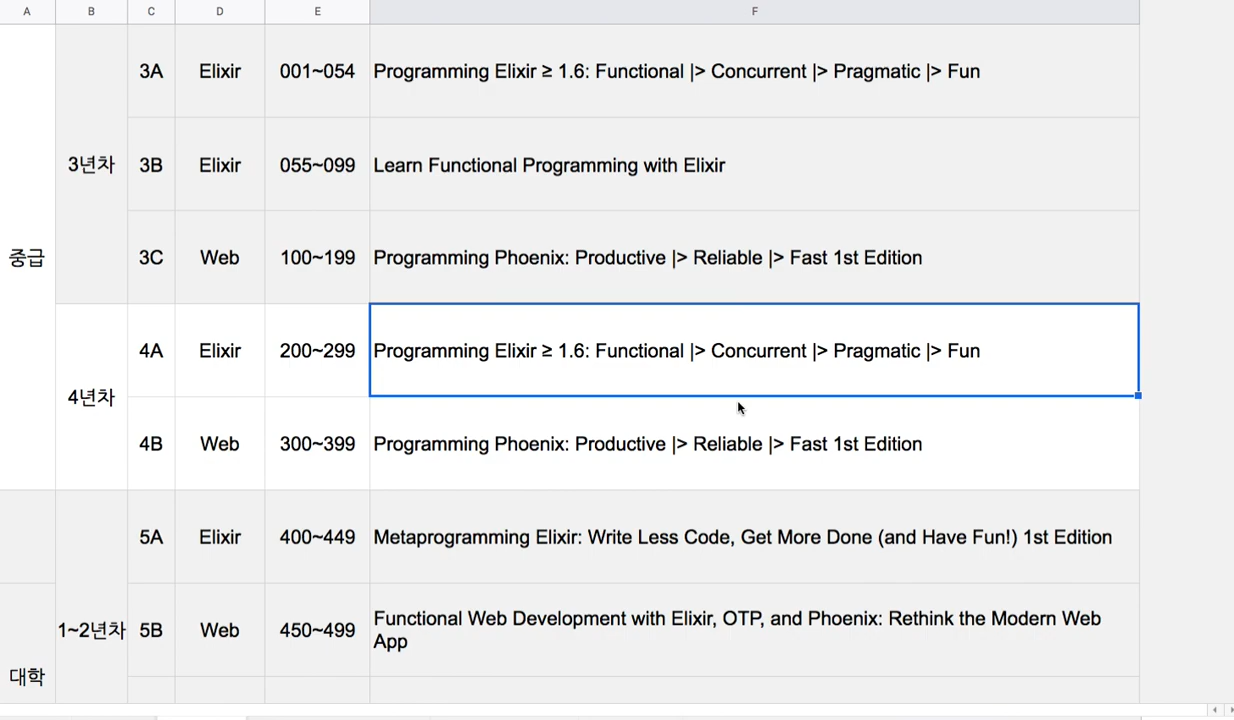 A B C D E F
3A Elixir 001~054 Programming Elixir ≥ 1.6: Functional |> Concurrent |> Pragmatic |> Fun
3년차 3B Elixir 055~099 Learn Functional Programming with Elixir
중급 3C Web 100~199 Programming Phoenix: Productive |> Reliable |> Fast 1st Edition
4A Elixir 200~299 Programming Elixir ≥ 1.6: Functional |> Concurrent |> Pragmatic |> Fun
4년차
4B Web 300~399 Programming Phoenix: Productive |> Reliable |> Fast 1st Edition
5A Elixir 400~449 Metaprogramming Elixir: Write Less Code, Get More Done (and Have Fun!) 1st Edition
1~2년차 5B Web 450~499 Functional Web Development with Elixir, OTP, and Phoenix: Rethink the Modern Web
App
대학